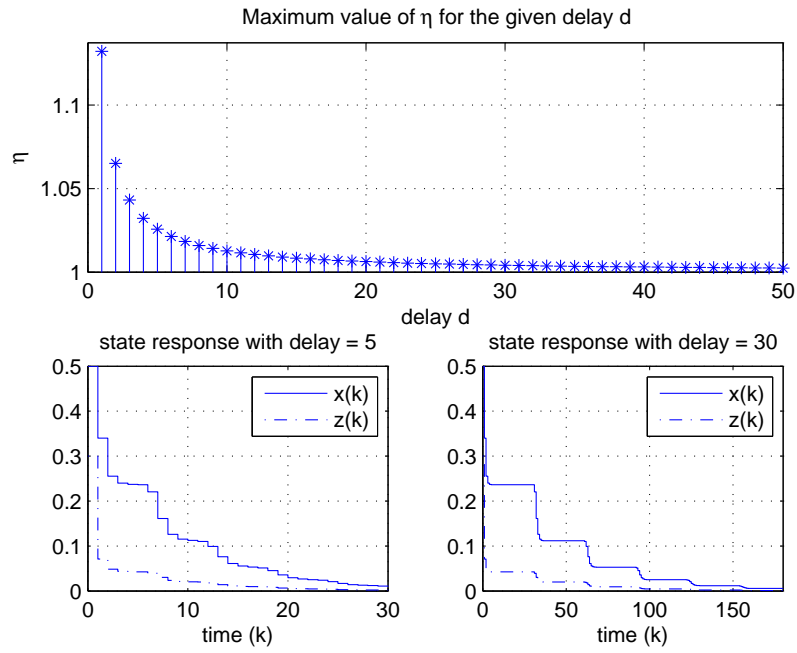 Maximum value of η for the given delay d
η
1.1
1.05
1
0 10 20 30 40 50
delay d
state response with delay = 5
0.5
0.4
0.3
0.2
0.1
0
x(k)
z(k)
0 10 20 30
time (k)
state response with delay = 30
0.5
0.4
0.3
0.2
0.1
0
x(k)
z(k)
0 50 100 150
time (k)